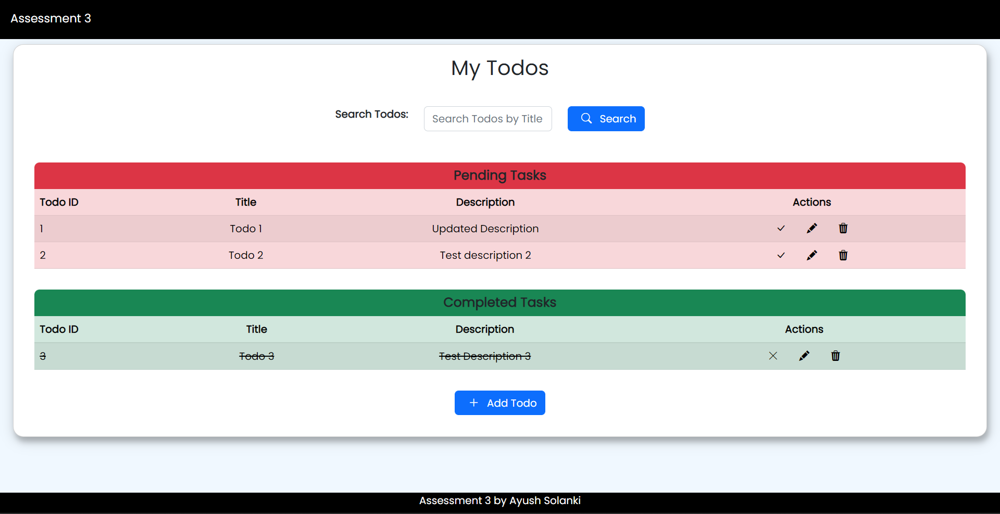 Assessment 3
My Todos
Search Todos: Search Todos by Title Search
Pending Tasks
Todo ID Title Description Actions
1 Todo 1 Updated Description
2 Todo 2 Test description 2
Completed Tasks
Todo ID Title Description Actions
3 Todo 3 Test Description 3
Add Todo
Assessment 3 by Ayush Solanki